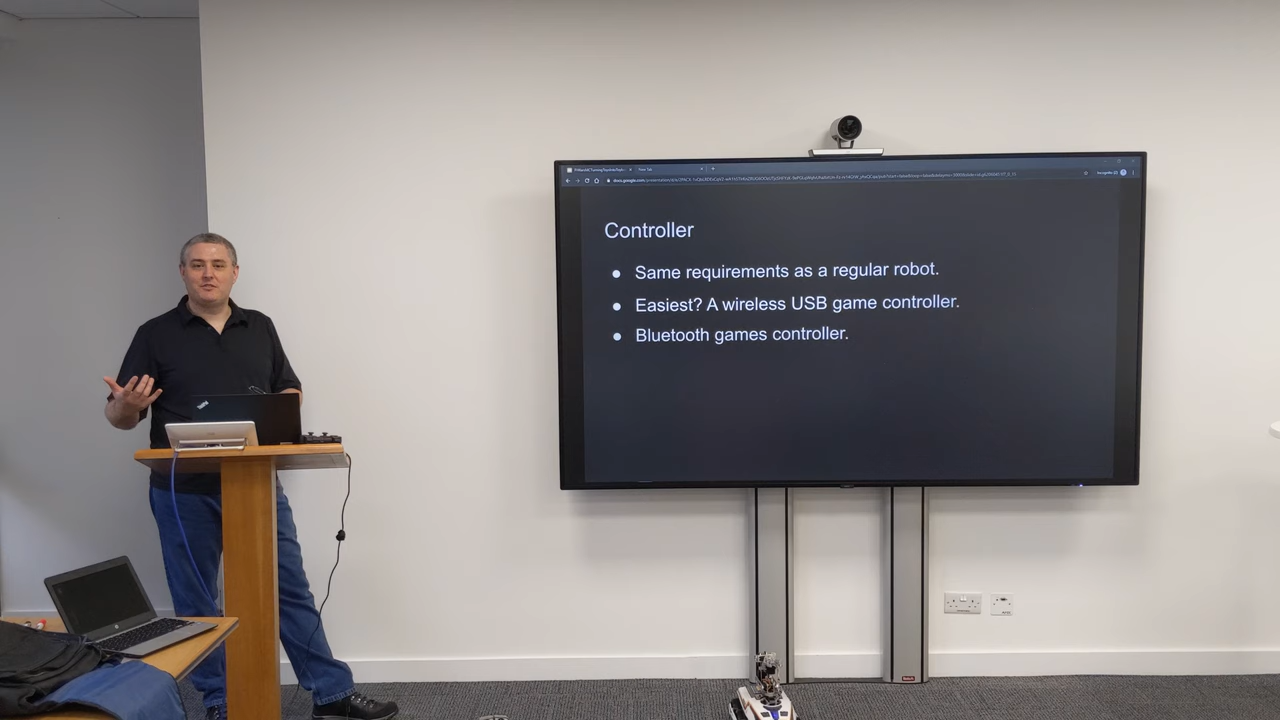 Controller
● Same requirements as a regular robot.
● Easiest? A wireless USB game controller.
● Bluetooth games controller.